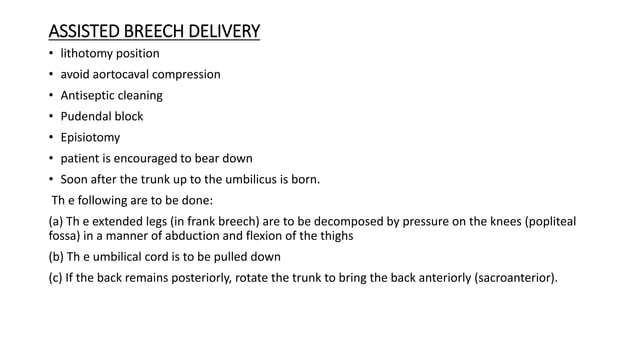 ASSISTED BREECH DELIVERY
• lithotomy position
• avoid aortocaval compression
• Antiseptic cleaning
• Pudendal block
• Episiotomy
• patient is encouraged to bear down
• Soon after the trunk up to the umbilicus is born.
Th e following are to be done:
(a) Th e extended legs (in frank breech) are to be decomposed by pressure on the knees (popliteal
fossa) in a manner of abduction and flexion of the thighs
(b) Th e umbilical cord is to be pulled down
(c) If the back remains posteriorly, rotate the trunk to bring the back anteriorly (sacroanterior).